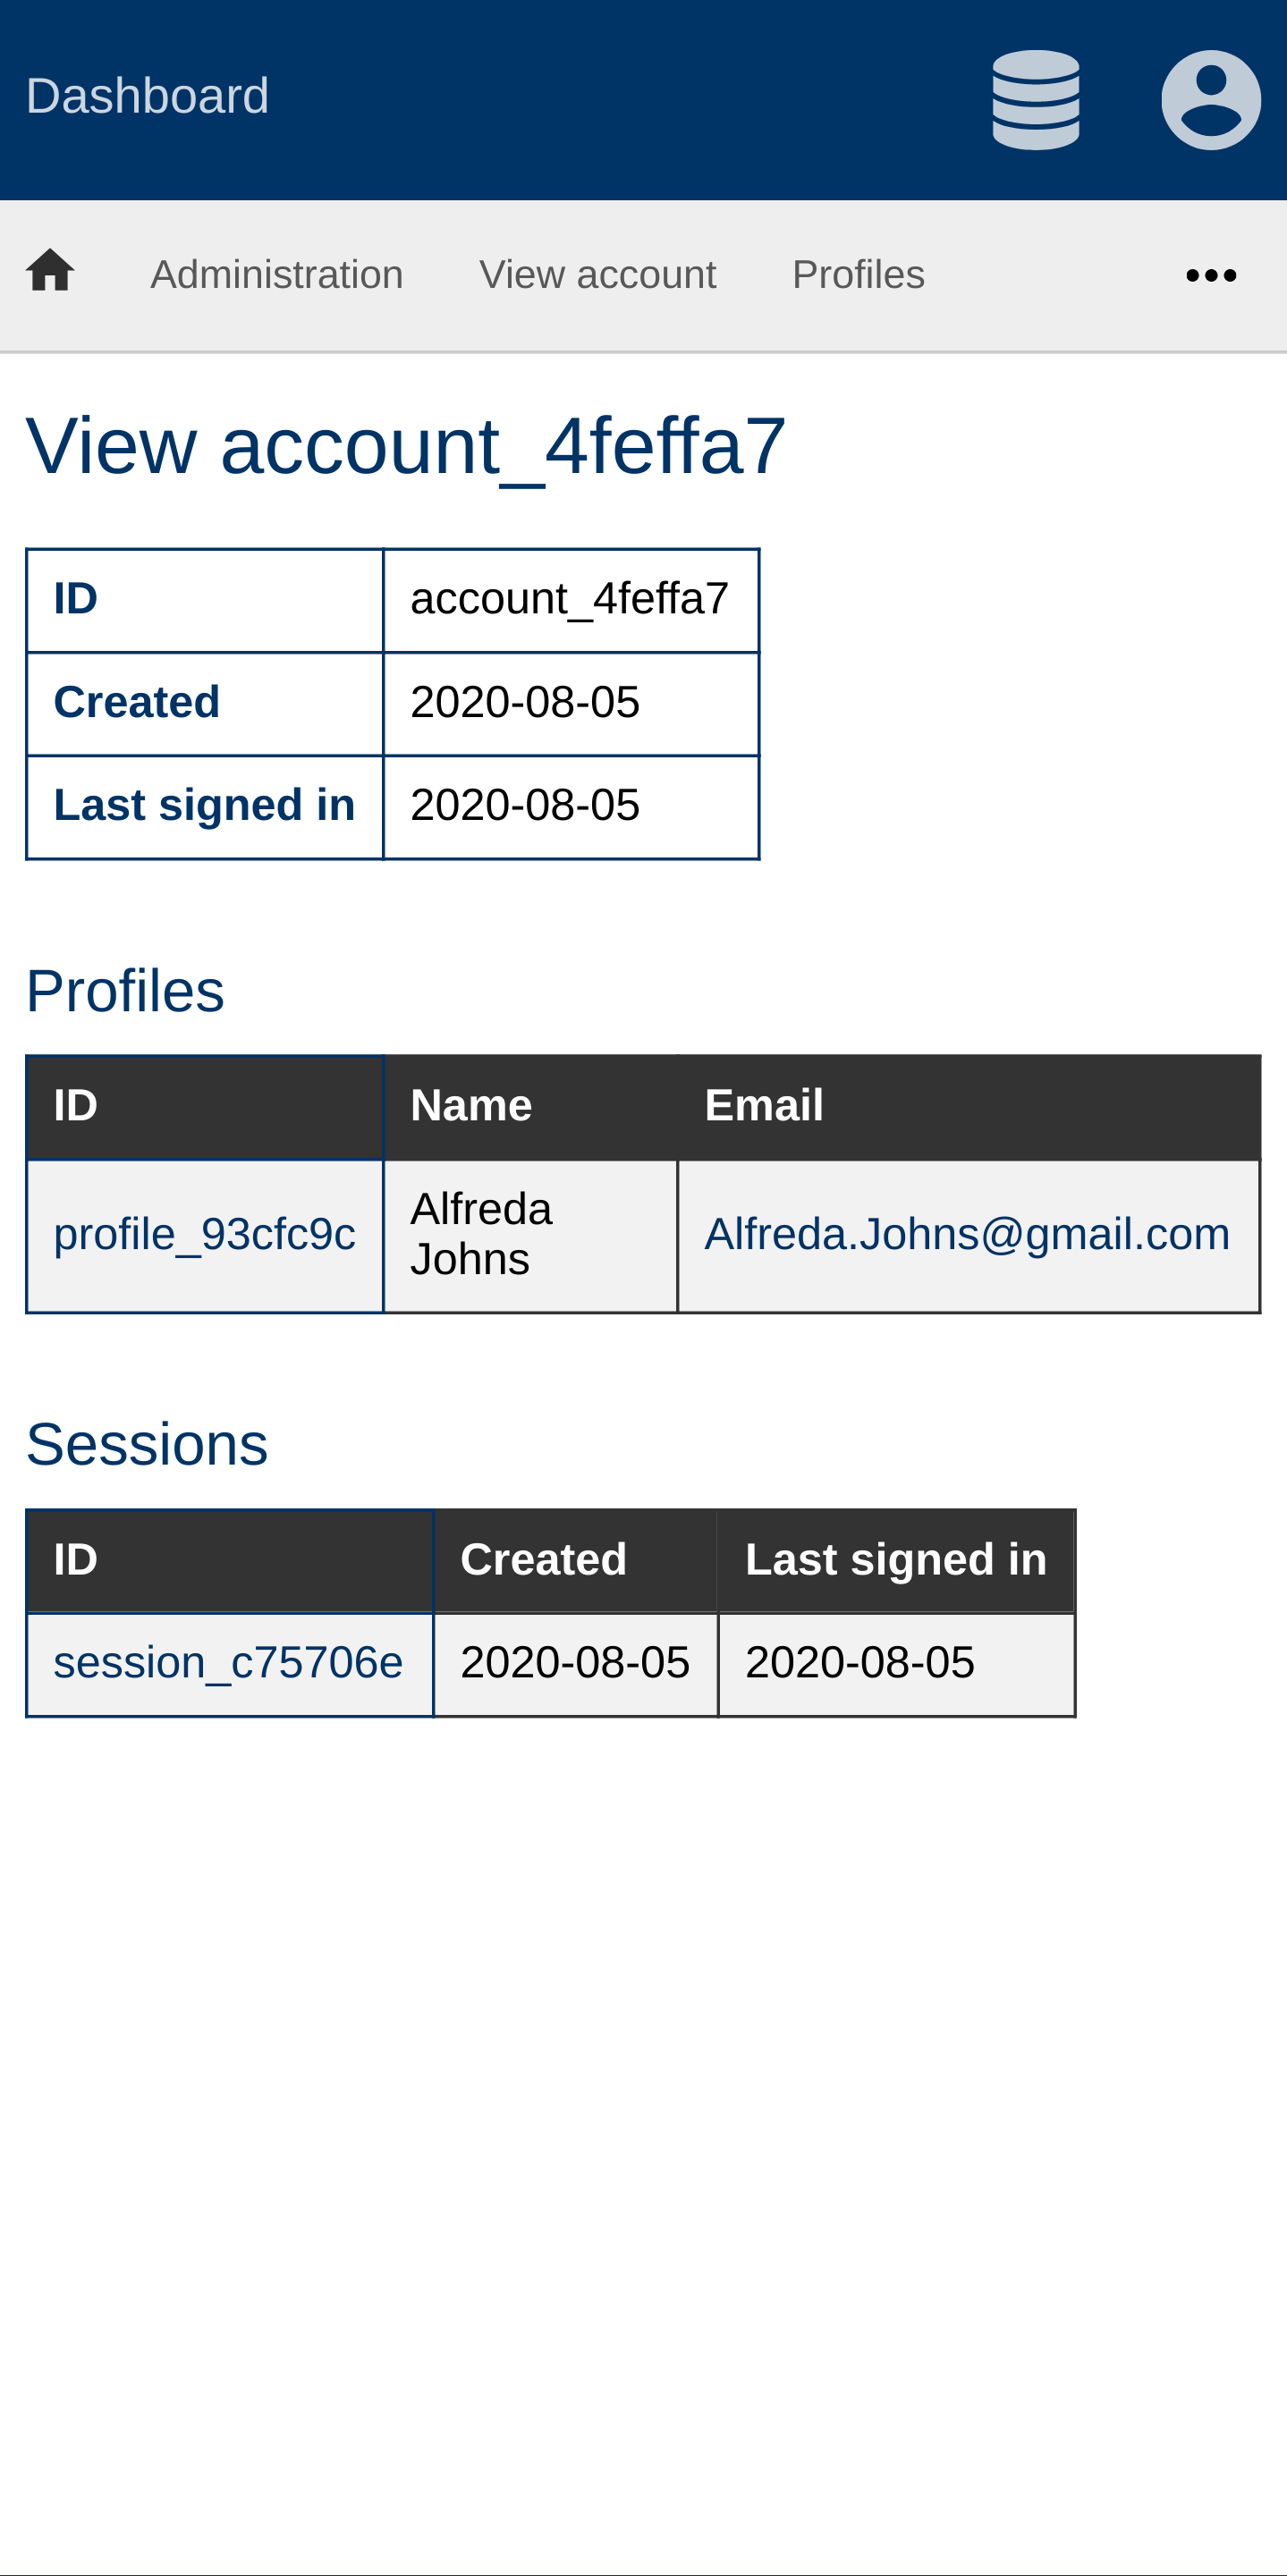 Dashboard
Administration View account Profiles
View account_4feffa7
ID account_4feffa7
Created 2020-08-05
Last signed in 2020-08-05
Profiles
ID Name Email
profile_93cfc9c Alfreda Johns Alfreda.Johns@gmail.com
Sessions
ID Created Last signed in
session_c75706e 2020-08-05 2020-08-05